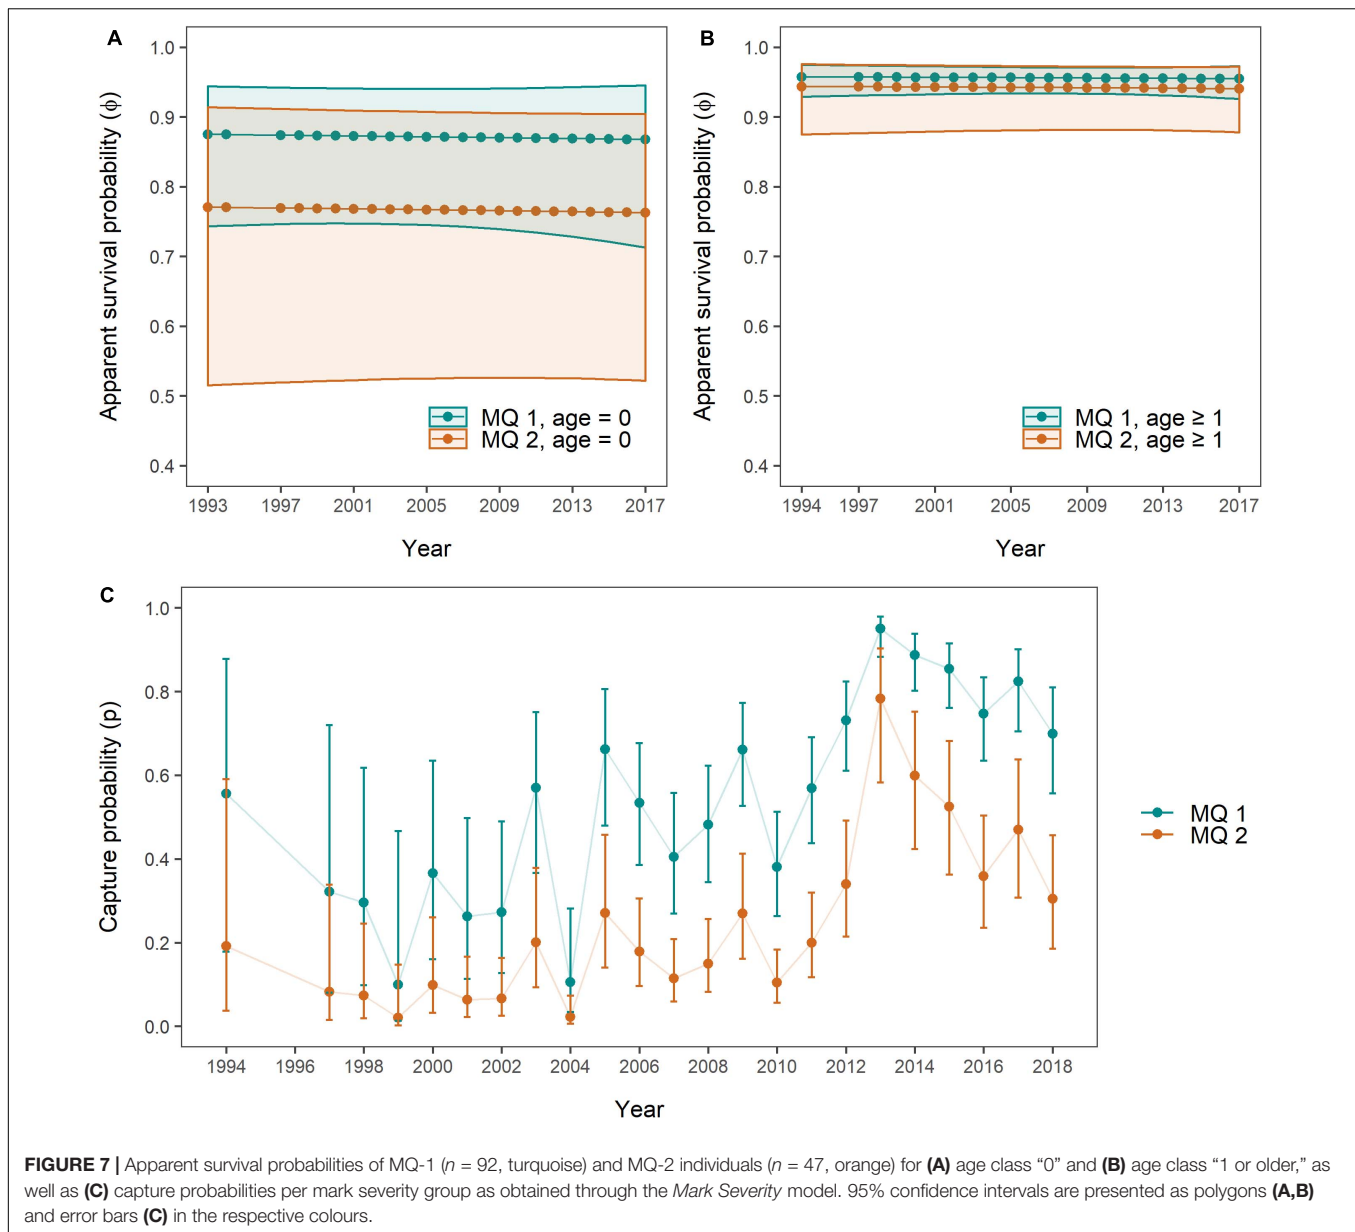 A
Apparent survival probability (ϕ)
1.0
0.9
0.8
0.7
0.6
0.5
0.4
MQ 1, age = 0
MQ 2, age = 0
1993 1997 2001 2005 2009 2013 2017
Year
B
Apparent survival probability (ϕ)
1.0
0.9
0.8
0.7
0.6
0.5
0.4
MQ 1, age ≥ 1
MQ 2, age ≥ 1
1994 1997 2001 2005 2009 2013 2017
Year
C
Capture probability (p)
1.0
0.8
0.6
0.4
0.2
0.0
1994 1996 1998 2000 2002 2004 2006 2008 2010 2012 2014 2016 2018
Year
MQ 1
MQ 2
FIGURE 7 | Apparent survival probabilities of MQ-1 (n = 92, turquoise) and MQ-2 individuals (n = 47, orange) for (A) age class “0” and (B) age class “1 or older,” as
well as (C) capture probabilities per mark severity group as obtained through the Mark Severity model. 95% confidence intervals are presented as polygons (A,B)
and error bars (C) in the respective colours.